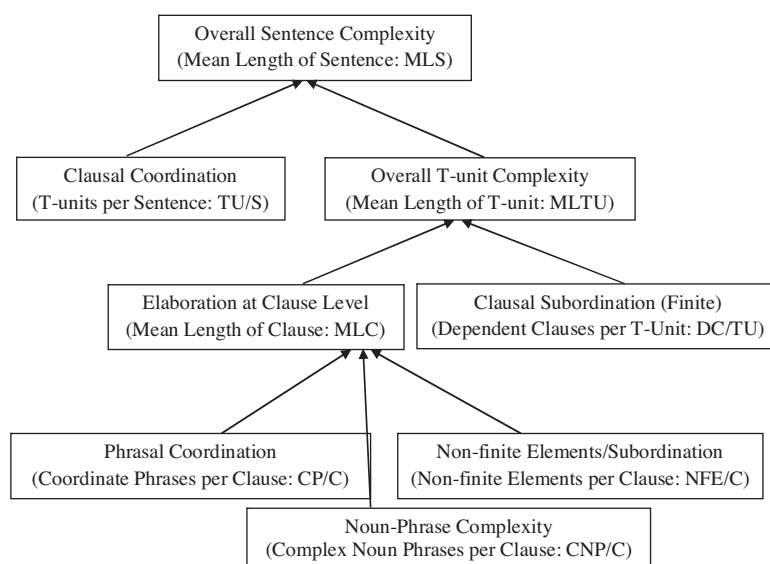 Overall Sentence Complexity
(Mean Length of Sentence: MLS)
Clausal Coordination
(T-units per Sentence: TU/S)
Overall T-unit Complexity
(Mean Length of T-unit: MLTU)
Elaboration at Clause Level
(Mean Length of Clause: MLC)
Clausal Subordination (Finite)
(Dependent Clauses per T-Unit: DC/TU)
Phrasal Coordination
(Coordinate Phrases per Clause: CP/C)
Non-finite Elements/Subordination
(Non-finite Elements per Clause: NFE/C)
Noun-Phrase Complexity
(Complex Noun Phrases per Clause: CNP/C)